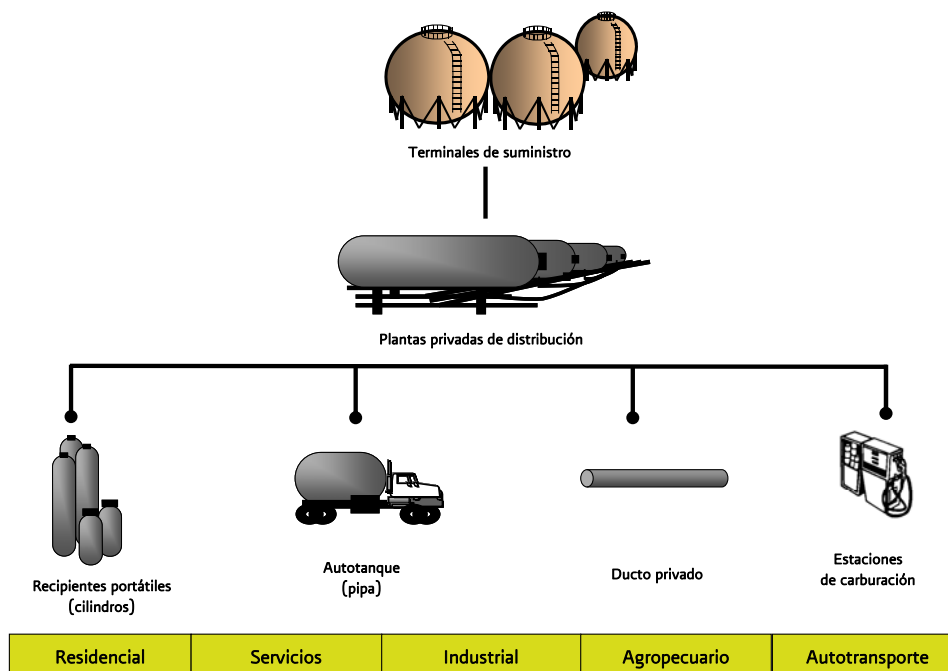 Terminales de suministro
Plantas privadas de distribución
Recipientes portátiles
(cilindros)
Autotanque
(pipa)
Ducto privado
Estaciones
de carburación
Residencial
Servicios
Industrial
Agropecuario
Autotransporte